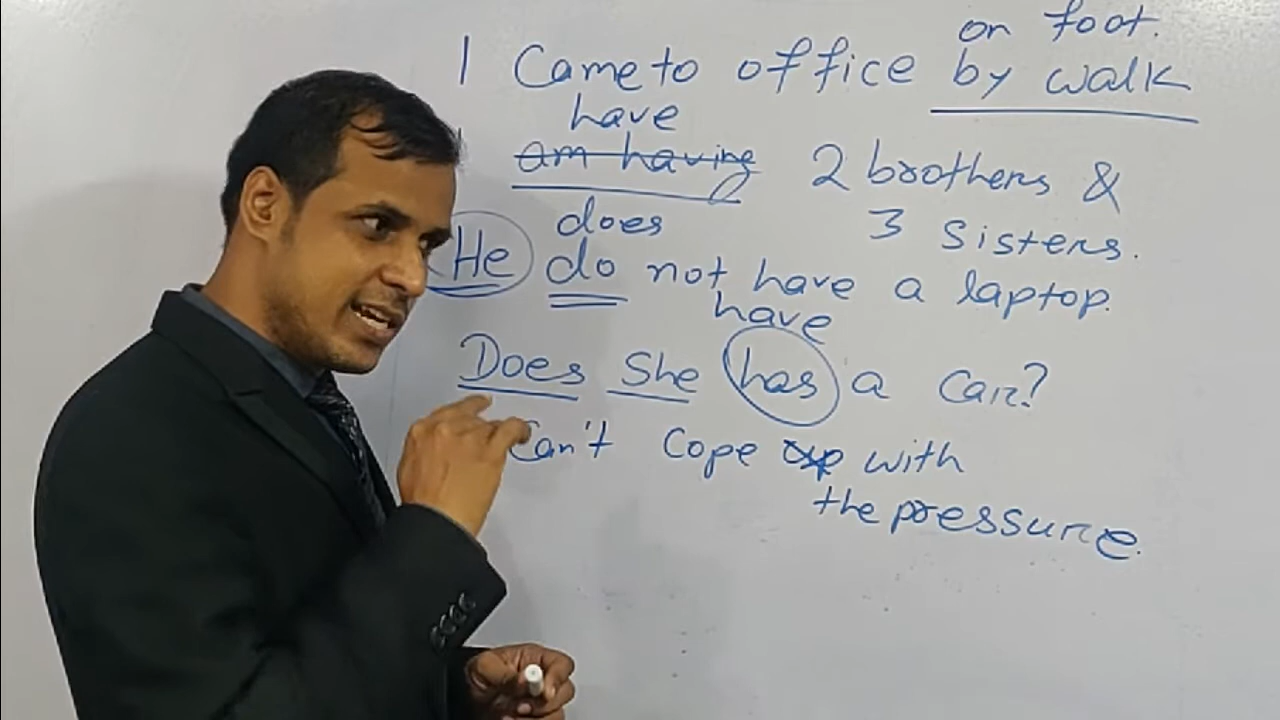 on foot.
I Came to office by walk
have
am having 2 brothers &
3 Sisters.
does
He do not have a laptop.
have
Does She has a Car?
Can't Cope up with
the pressure.